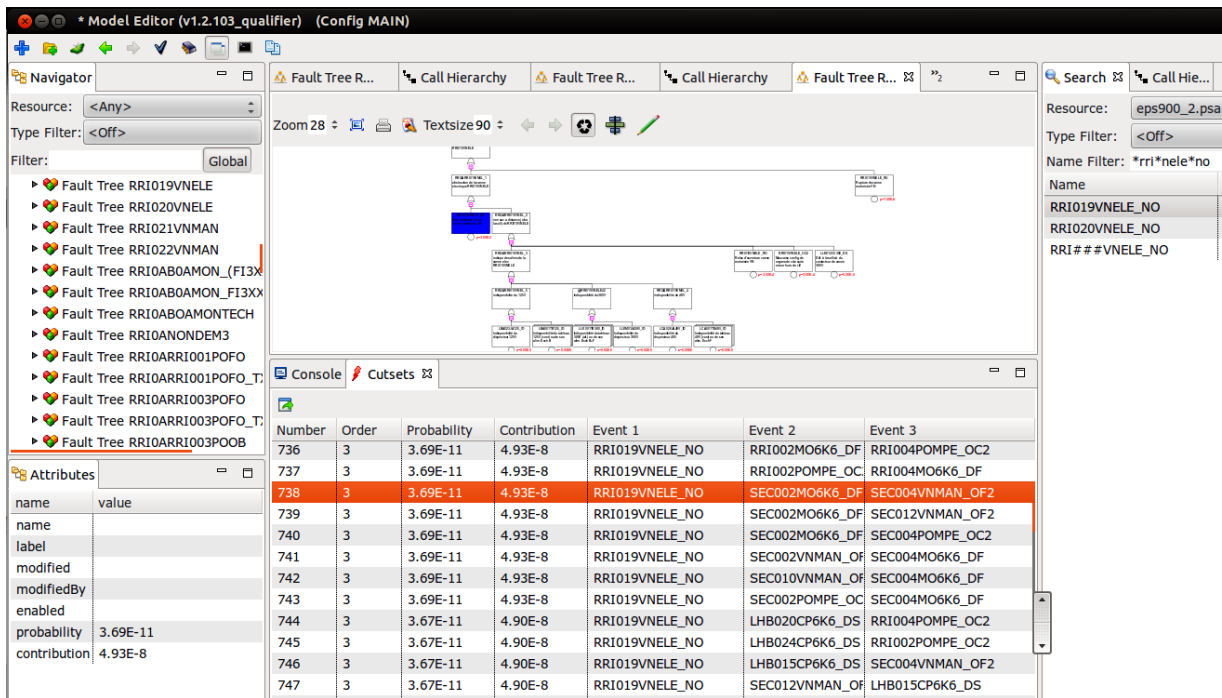 * Model Editor (v1.2.103_qualifier) (Config MAIN)
Navigator
Resource: <Any>
Type Filter: <Off>
Filter: Global
Fault Tree RRI019VNELE
Fault Tree RRI020VNELE
Fault Tree RRI021VNMAN
Fault Tree RRI022VNMAN
Fault Tree RRI0AB0AMON_(FI3X
Fault Tree RRI0AB0AMON_FI3XX
Fault Tree RRI0ABOAMONTECH
Fault Tree RRI0ANONDEM3
Fault Tree RRI0ARRI001POFO
Fault Tree RRI0ARRI001POFO_T
Fault Tree RRI0ARRI003POFO
Fault Tree RRI0ARRI003POFO_T
Fault Tree RRI0ARRI003POOB
Attributes
name value
name
label
modified
modifiedBy
enabled
probability 3.69E-11
contribution 4.93E-8
Fault Tree R... Call Hierarchy Fault Tree R... Call Hierarchy Fault Tree R... »2
Zoom 28 Textsize 90
Console Cutsets
Number Order Probability Contribution Event 1 Event 2 Event 3
736 3 3.69E-11 4.93E-8 RRI019VNELE_NO RRI002MO6K6_DF RRI004POMPE_OC2
737 3 3.69E-11 4.93E-8 RRI019VNELE_NO RRI002POMPE_OC RRI004MO6K6_DF
738 3 3.69E-11 4.93E-8 RRI019VNELE_NO SEC002MO6K6_DF SEC004VNMAN_OF2
739 3 3.69E-11 4.93E-8 RRI019VNELE_NO SEC002MO6K6_DF SEC012VNMAN_OF2
740 3 3.69E-11 4.93E-8 RRI019VNELE_NO SEC002MO6K6_DF SEC004POMPE_OC2
741 3 3.69E-11 4.93E-8 RRI019VNELE_NO SEC002VNMAN_OF SEC004MO6K6_DF
742 3 3.69E-11 4.93E-8 RRI019VNELE_NO SEC010VNMAN_OF SEC004MO6K6_DF
743 3 3.69E-11 4.93E-8 RRI019VNELE_NO SEC002POMPE_OC SEC004MO6K6_DF
744 3 3.67E-11 4.90E-8 RRI019VNELE_NO LHB020CP6K6_DS RRI004POMPE_OC2
745 3 3.67E-11 4.90E-8 RRI019VNELE_NO LHB024CP6K6_DS RRI002POMPE_OC2
746 3 3.67E-11 4.90E-8 RRI019VNELE_NO LHB015CP6K6_DS SEC004VNMAN_OF2
747 3 3.67E-11 4.90E-8 RRI019VNELE_NO SEC012VNMAN_OF LHB015CP6K6_DS
Search Call Hie...
Resource: eps900_2.psa
Type Filter: <Off>
Name Filter: *rri*nele*no
Name
RRI019VNELE_NO
RRI020VNELE_NO
RRI###VNELE_NO